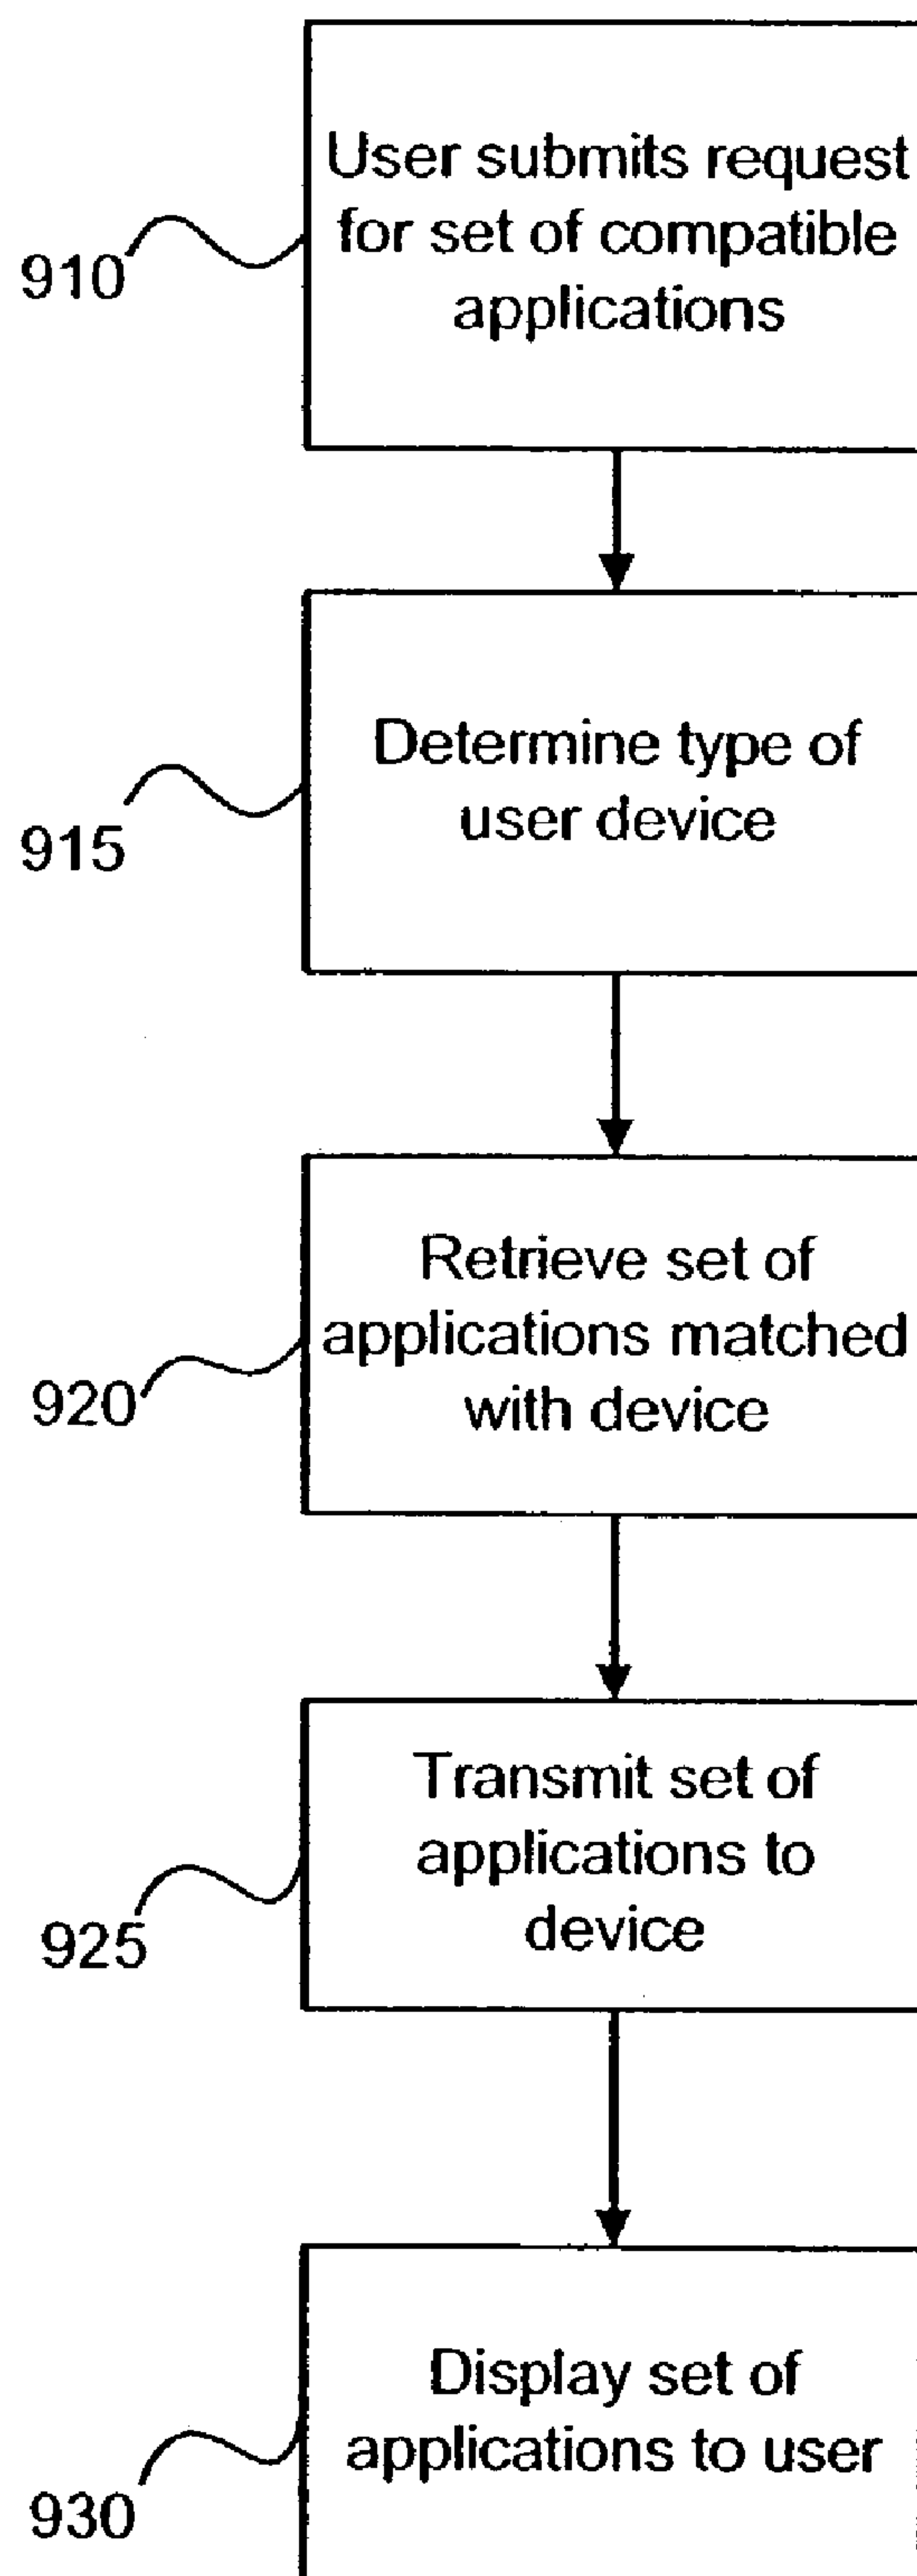 User submits request
for set of compatible
applications
910
Determine type of
user device
915
Retrieve set of
applications matched
with device
920
Transmit set of
applications to
device
925
Display set of
applications to user
930